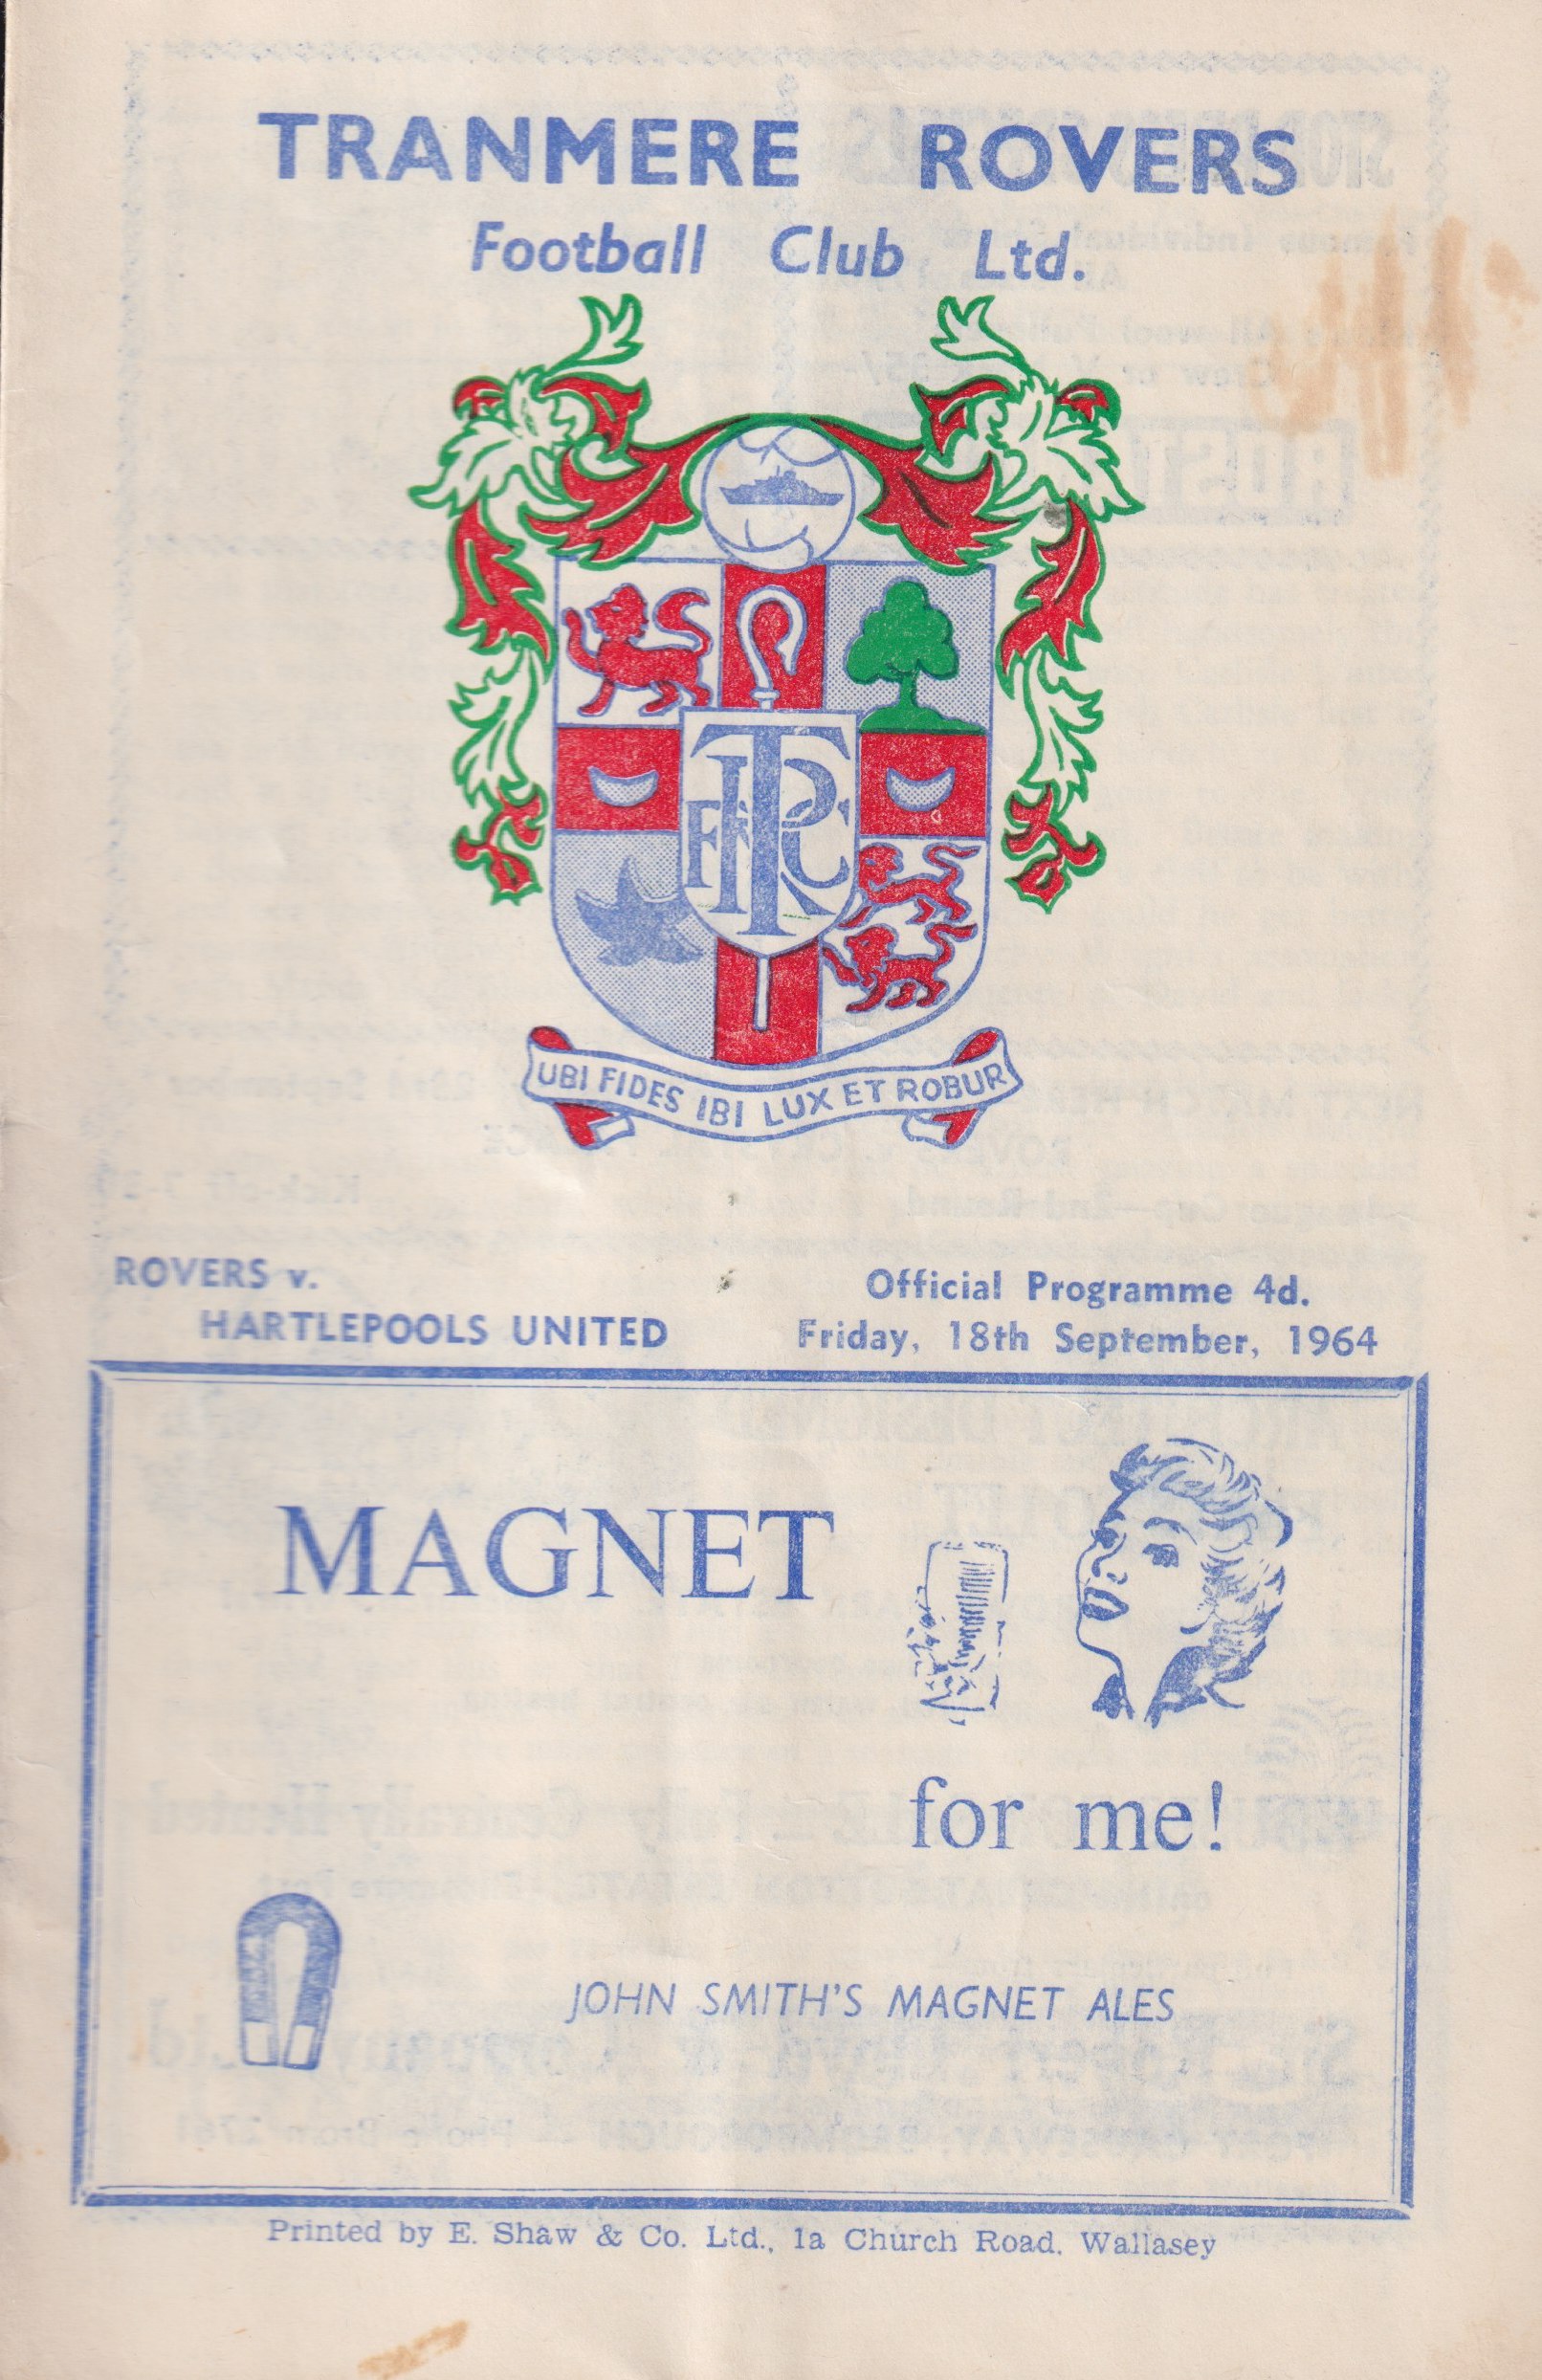 TRANMERE ROVERS
Football Club Ltd.
TRFC
UBI FIDES IBI LUX ET ROBUR
ROVERS v.
HARTLEPOOLS UNITED
Official Programme 4d.
Friday, 18th September, 1964
MAGNET
for me!
JOHN SMITH'S MAGNET ALES
Printed by E. Shaw & Co. Ltd., 1a Church Road, Wallasey